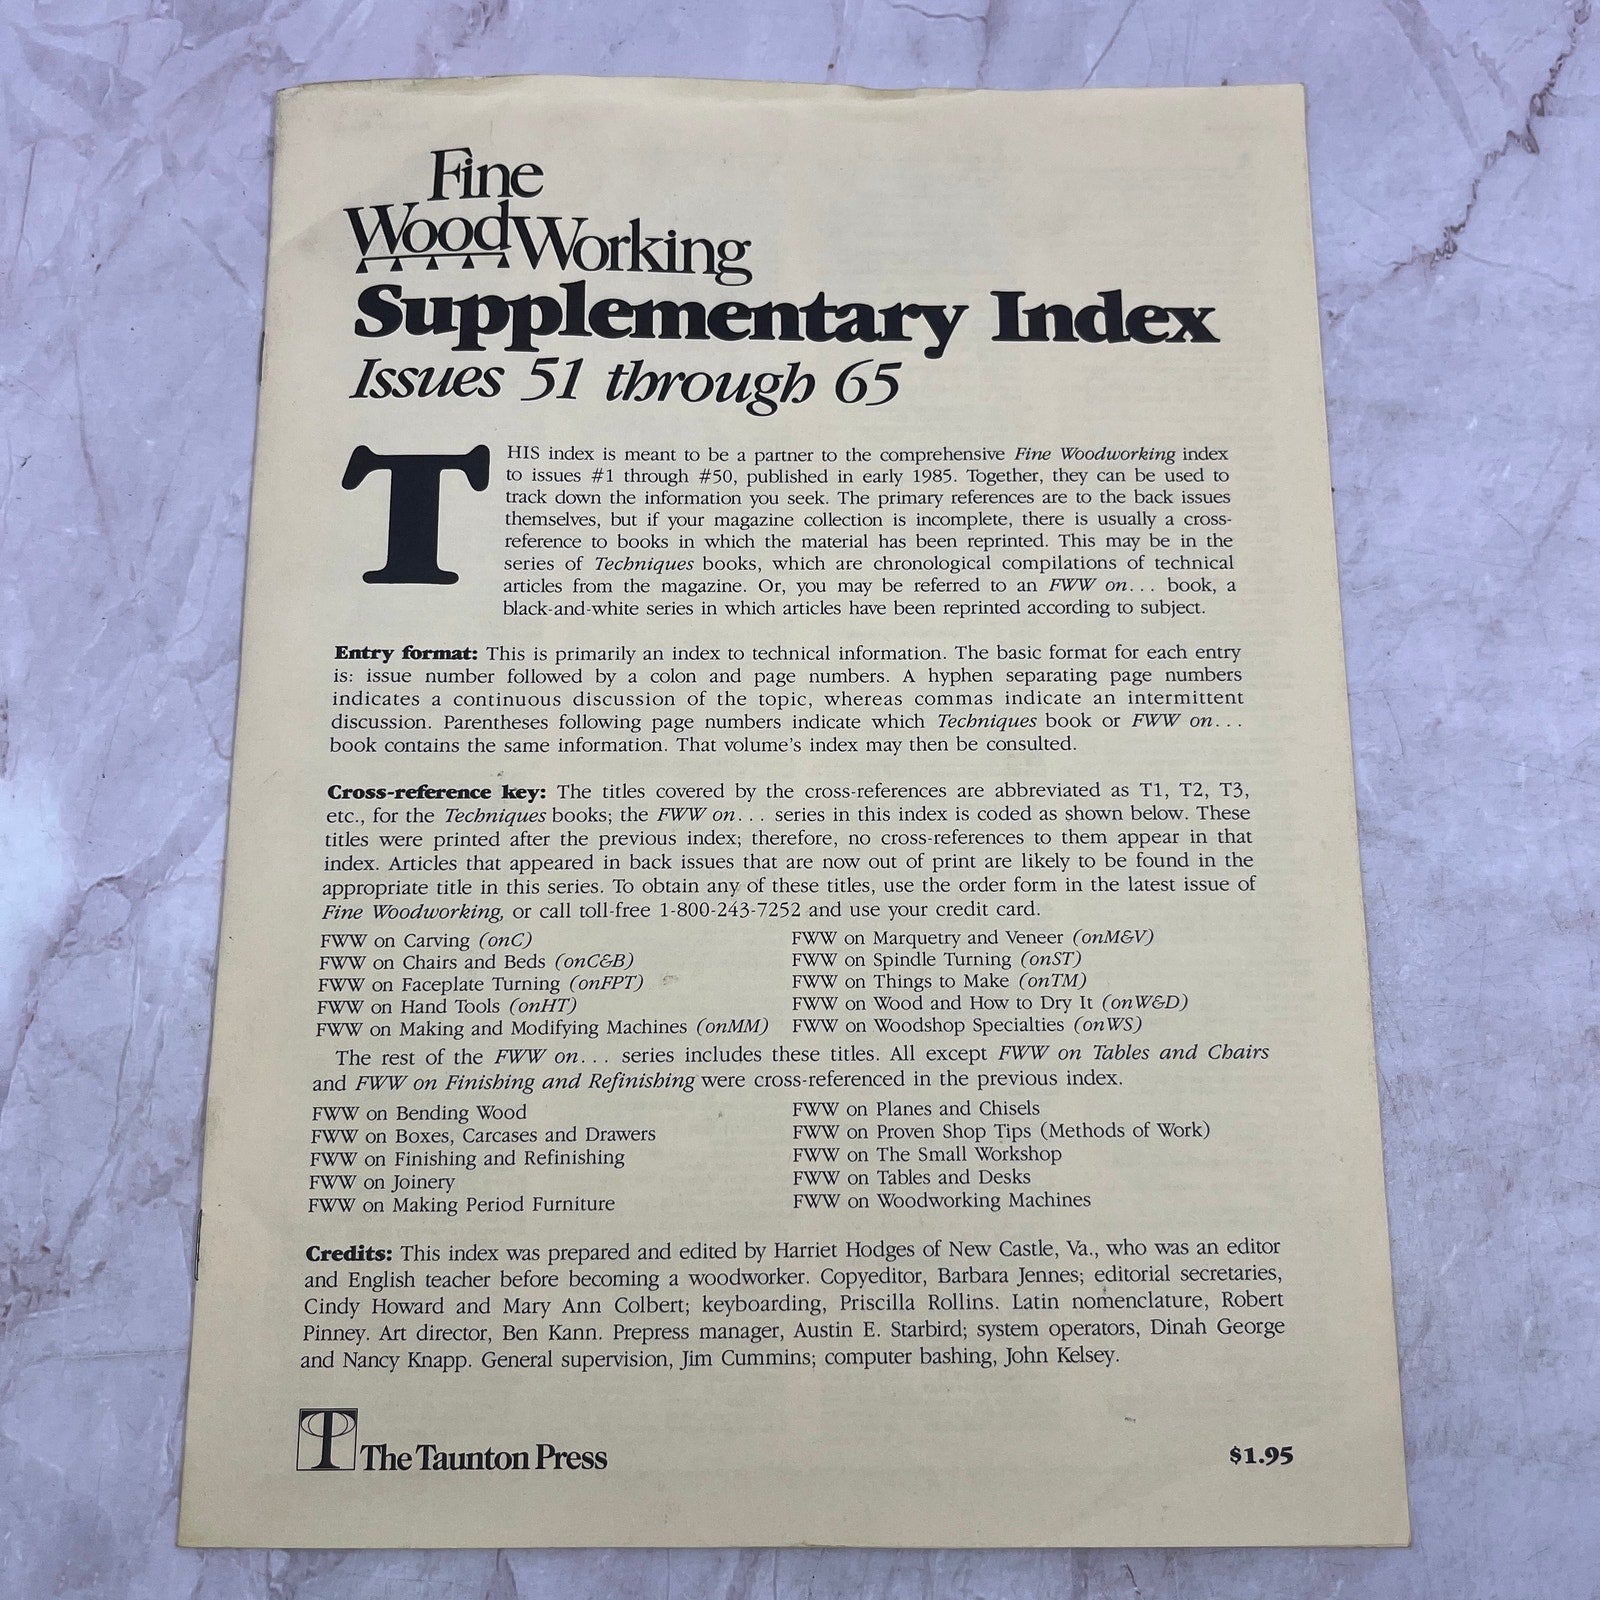 Fine
WoodWorking
Supplementary Index
Issues 51 through 65
THIS index is meant to be a partner to the comprehensive Fine Woodworking index
to issues #1 through #50, published in early 1985. Together, they can be used to
track down the information you seek. The primary references are to the back issues
themselves, but if your magazine collection is incomplete, there is usually a cross-
reference to books in which the material has been reprinted. This may be in the
series of Techniques books, which are chronological compilations of technical
articles from the magazine. Or, you may be referred to an FWW on... book, a
black-and-white series in which articles have been reprinted according to subject.
Entry format: This is primarily an index to technical information. The basic format for each entry
is: issue number followed by a colon and page numbers. A hyphen separating page numbers
indicates a continuous discussion of the topic, whereas commas indicate an intermittent
discussion. Parentheses following page numbers indicate which Techniques book or FWW on...
book contains the same information. That volume's index may then be consulted.
Cross-reference key: The titles covered by the cross-references are abbreviated as T1, T2, T3,
etc., for the Techniques books; the FWW on... series in this index is coded as shown below. These
titles were printed after the previous index; therefore, no cross-references to them appear in that
index. Articles that appeared in back issues that are now out of print are likely to be found in the
appropriate title in this series. To obtain any of these titles, use the order form in the latest issue of
Fine Woodworking, or call toll-free 1-800-243-7252 and use your credit card.
FWW on Carving (onC)
FWW on Chairs and Beds (onC&B)
FWW on Faceplate Turning (onFPT)
FWW on Hand Tools (onHT)
FWW on Making and Modifying Machines (onMM)
FWW on Marquetry and Veneer (onM&V)
FWW on Spindle Turning (onST)
FWW on Things to Make (onTM)
FWW on Wood and How to Dry It (onW&D)
FWW on Woodshop Specialties (onWS)
The rest of the FWW on... series includes these titles. All except FWW on Tables and Chairs
and FWW on Finishing and Refinishing were cross-referenced in the previous index.
FWW on Bending Wood
FWW on Boxes, Carcases and Drawers
FWW on Finishing and Refinishing
FWW on Joinery
FWW on Making Period Furniture
FWW on Planes and Chisels
FWW on Proven Shop Tips (Methods of Work)
FWW on The Small Workshop
FWW on Tables and Desks
FWW on Woodworking Machines
Credits: This index was prepared and edited by Harriet Hodges of New Castle, Va., who was an editor
and English teacher before becoming a woodworker. Copyeditor, Barbara Jennes; editorial secretaries,
Cindy Howard and Mary Ann Colbert; keyboarding, Priscilla Rollins. Latin nomenclature, Robert
Pinney. Art director, Ben Kann. Prepress manager, Austin E. Starbird; system operators, Dinah George
and Nancy Knapp. General supervision, Jim Cummins; computer bashing, John Kelsey.
The Taunton Press
$1.95